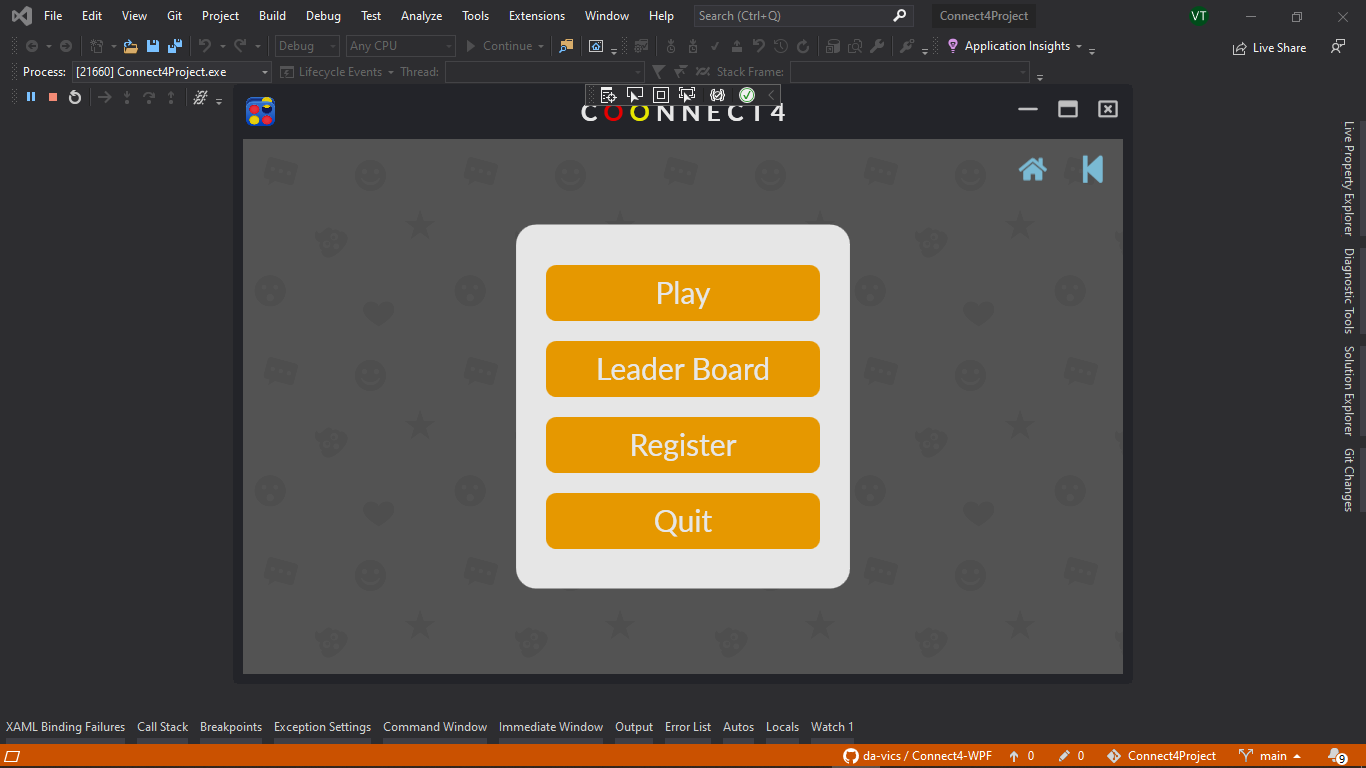 File Edit View Git Project Build Debug Test Analyze Tools Extensions Window Help Search (Ctrl+Q) Connect4Project VT
Debug Any CPU Continue Application Insights Live Share
Process: [21660] Connect4Project.exe Lifecycle Events Thread: Stack Frame:
COONNECT4
Play
Leader Board
Register
Quit
Live Property Explorer
Diagnostic Tools
Solution Explorer
Git Changes
XAML Binding Failures Call Stack Breakpoints Exception Settings Command Window Immediate Window Output Error List Autos Locals Watch 1
da-vics / Connect4-WPF 0 0 Connect4Project main 9